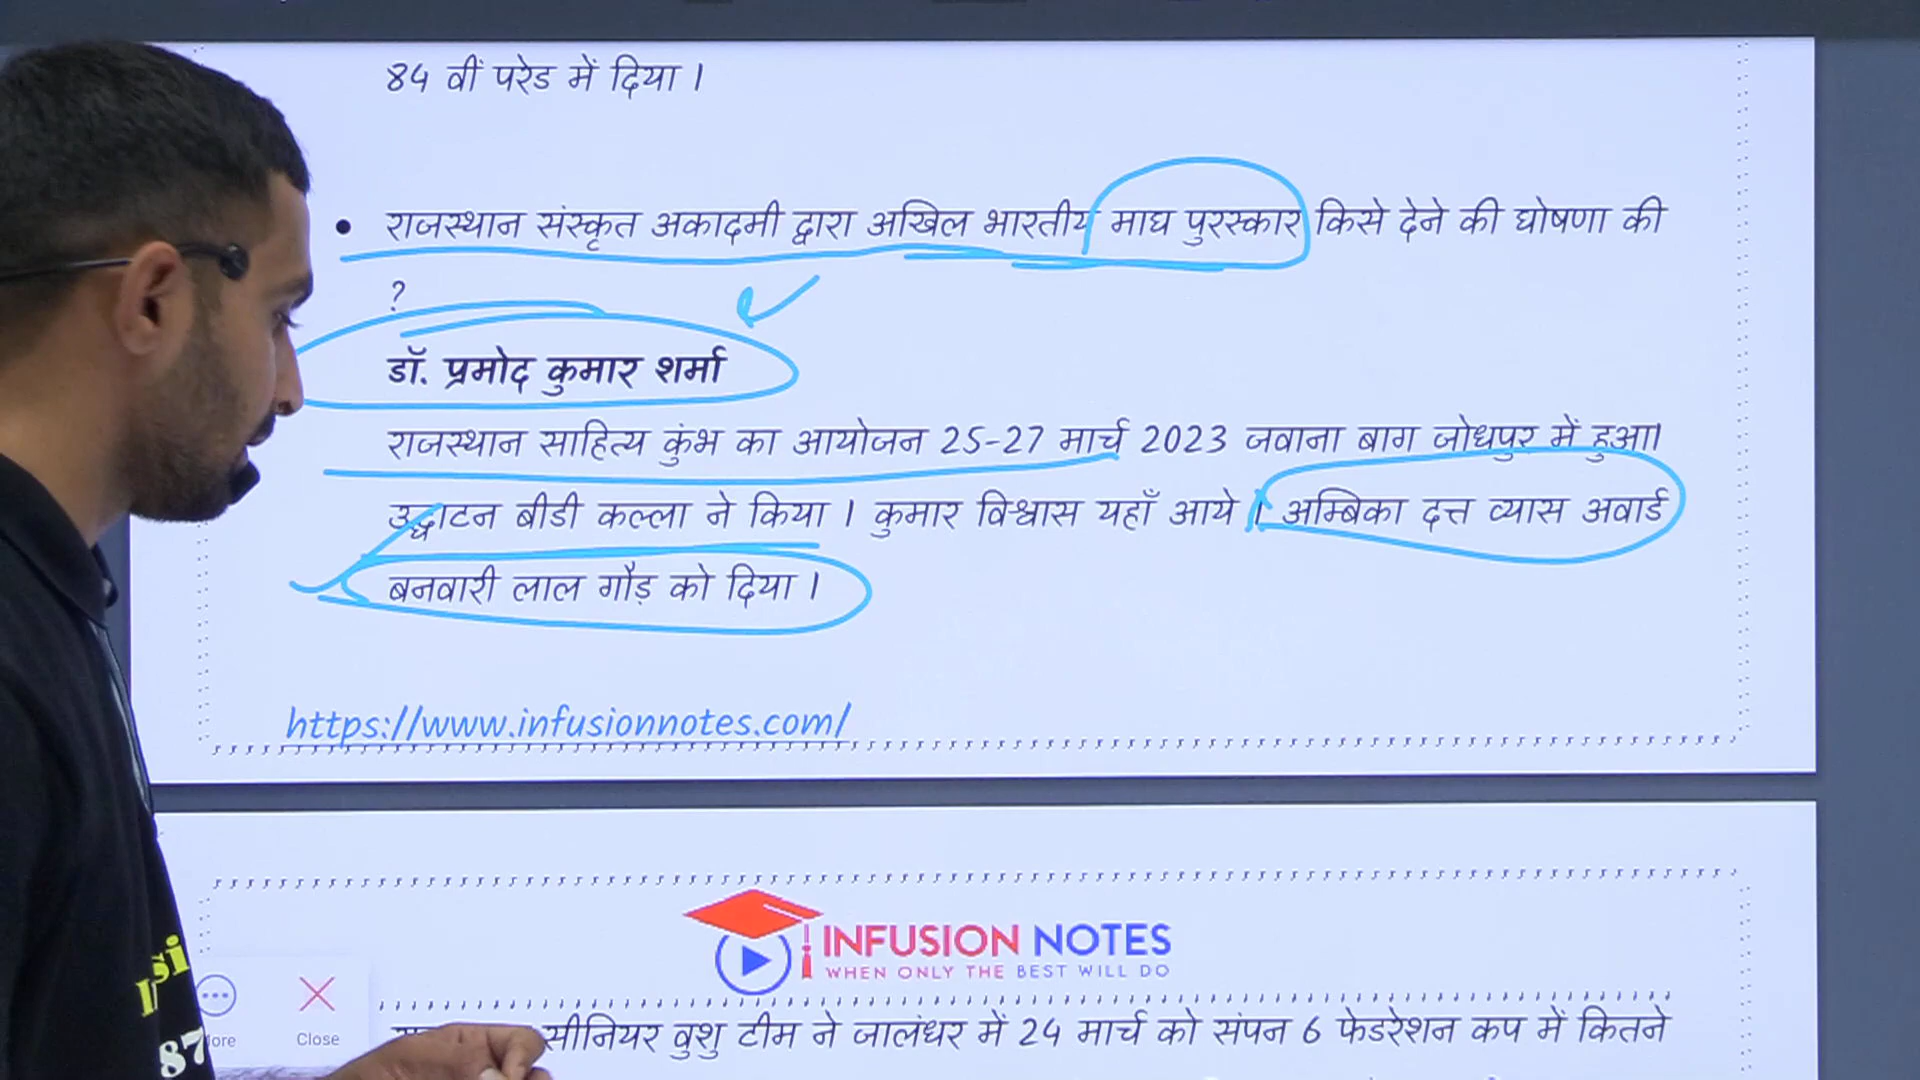 84 वीं परेड में दिया ।
• राजस्थान संस्कृत अकादमी द्वारा अखिल भारतीय माघ पुरस्कार किसे देने की घोषणा की
?
डॉ. प्रमोद कुमार शर्मा
राजस्थान साहित्य कुंभ का आयोजन 25-27 मार्च 2023 जवाना बाग जोधपुर में हुआ।
उद्घाटन बीडी कल्ला ने किया । कुमार विश्वास यहाँ आये । अम्बिका दत्त व्यास अवार्ड
बनवारी लाल गौड़ को दिया ।
https://www.infusionnotes.com/
INFUSION NOTES
WHEN ONLY THE BEST WILL DO
सीनियर वुशु टीम ने जालंधर में 24 मार्च को संपन 6 फेडरेशन कप में कितने
Close
87